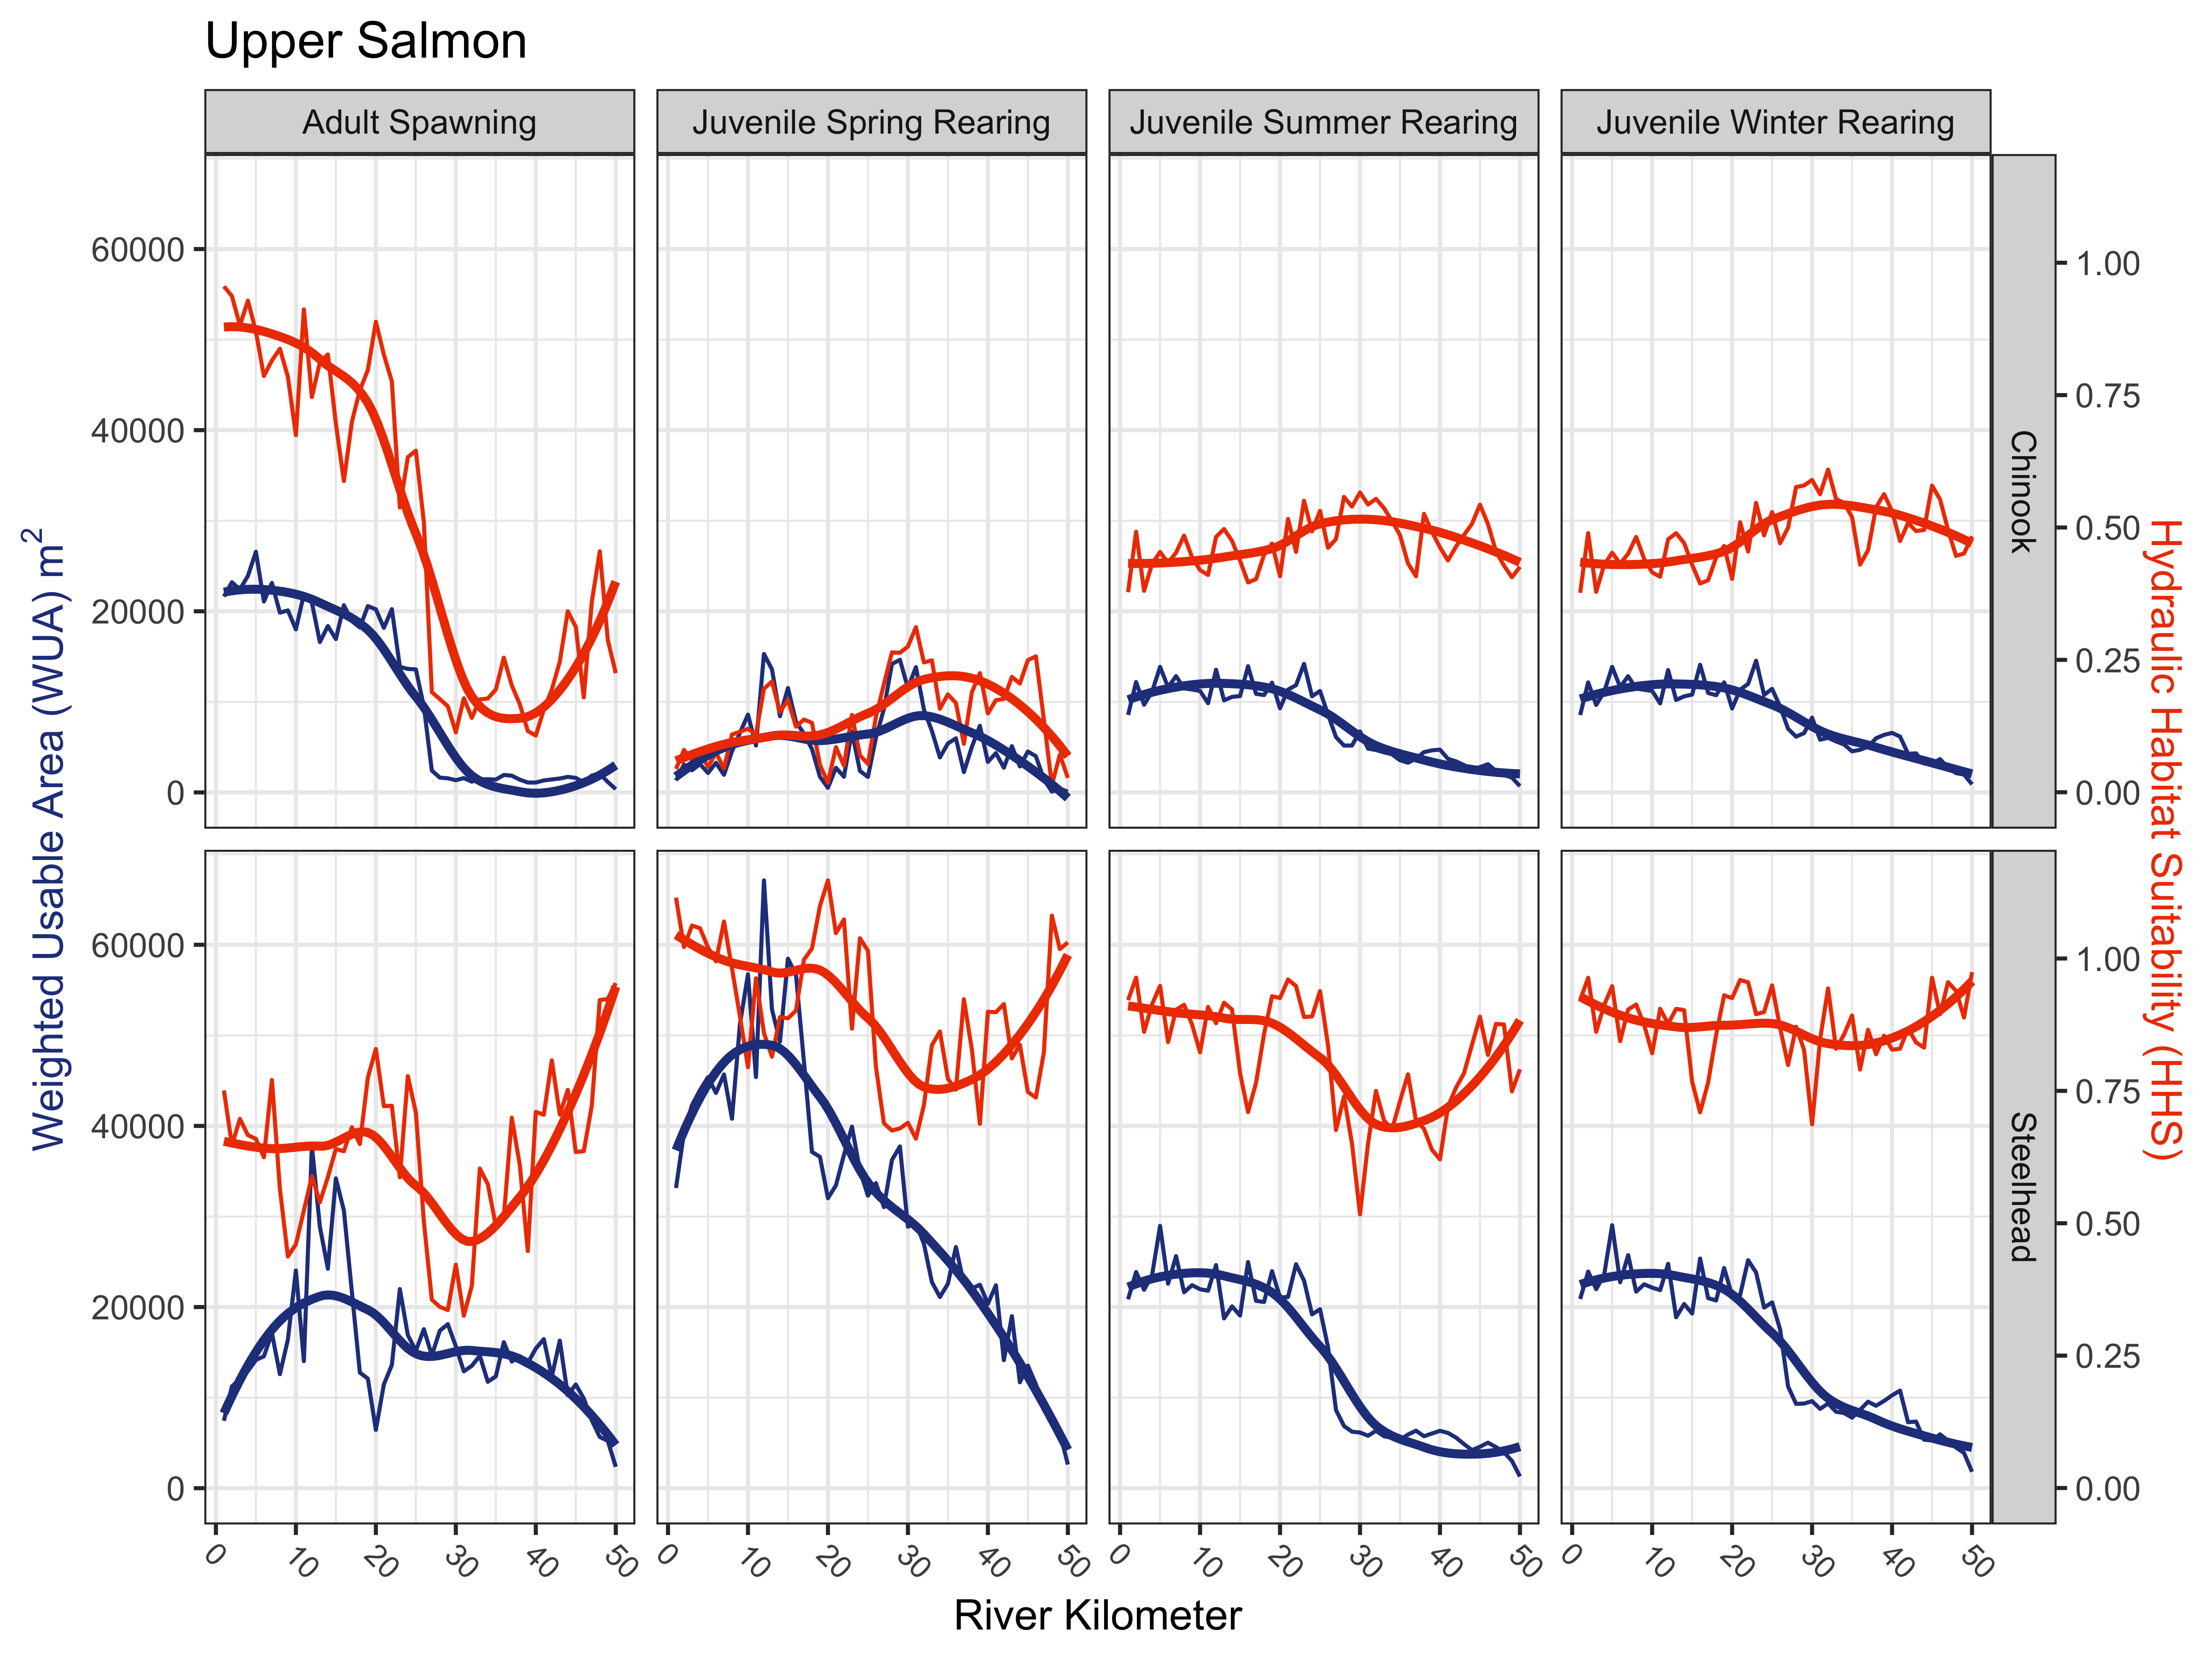 Upper Salmon
Adult Spawning
Juvenile Spring Rearing
Juvenile Summer Rearing
Juvenile Winter Rearing
Weighted Usable Area (WUA) m²
60000
40000
20000
0
1.00
0.75
0.50
0.25
0.00
Chinook
Hydraulic Habitat Suitability (HHS)
60000
40000
20000
0
1.00
0.75
0.50
0.25
0.00
Steelhead
0 10 20 30 40 50
0 10 20 30 40 50
0 10 20 30 40 50
0 10 20 30 40 50
River Kilometer